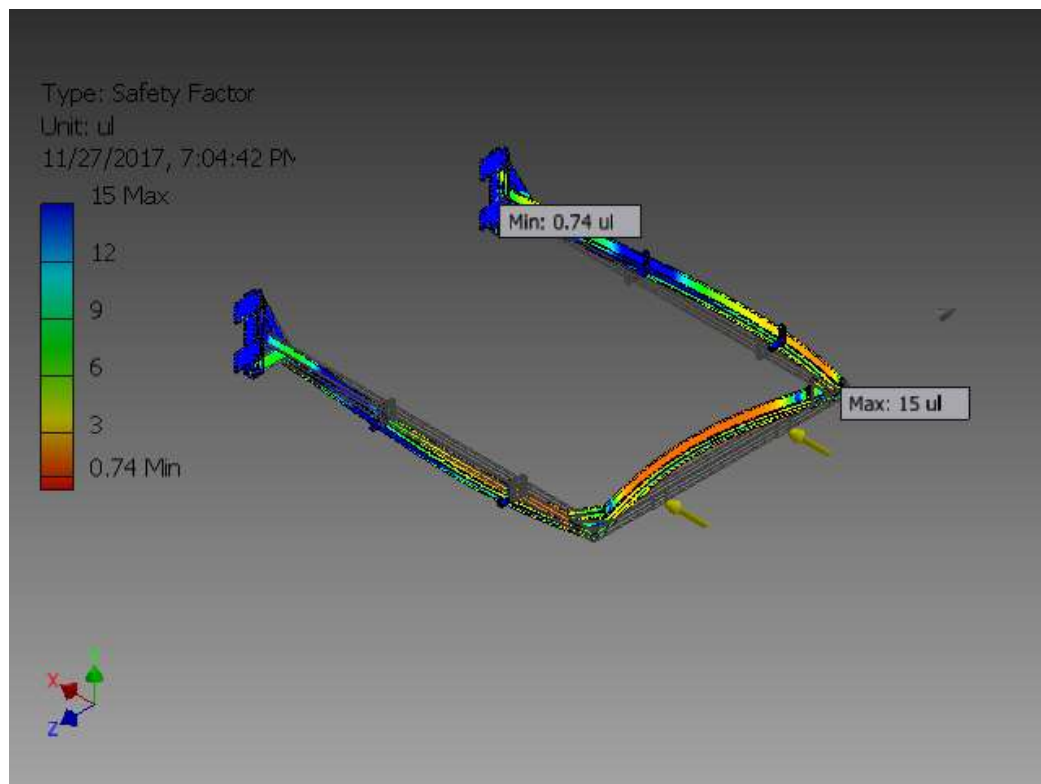 Type: Safety Factor
Unit: ul
11/27/2017, 7:04:42 PM
15 Max
12
9
6
3
0.74 Min
Min: 0.74 ul
Max: 15 ul
X
Z